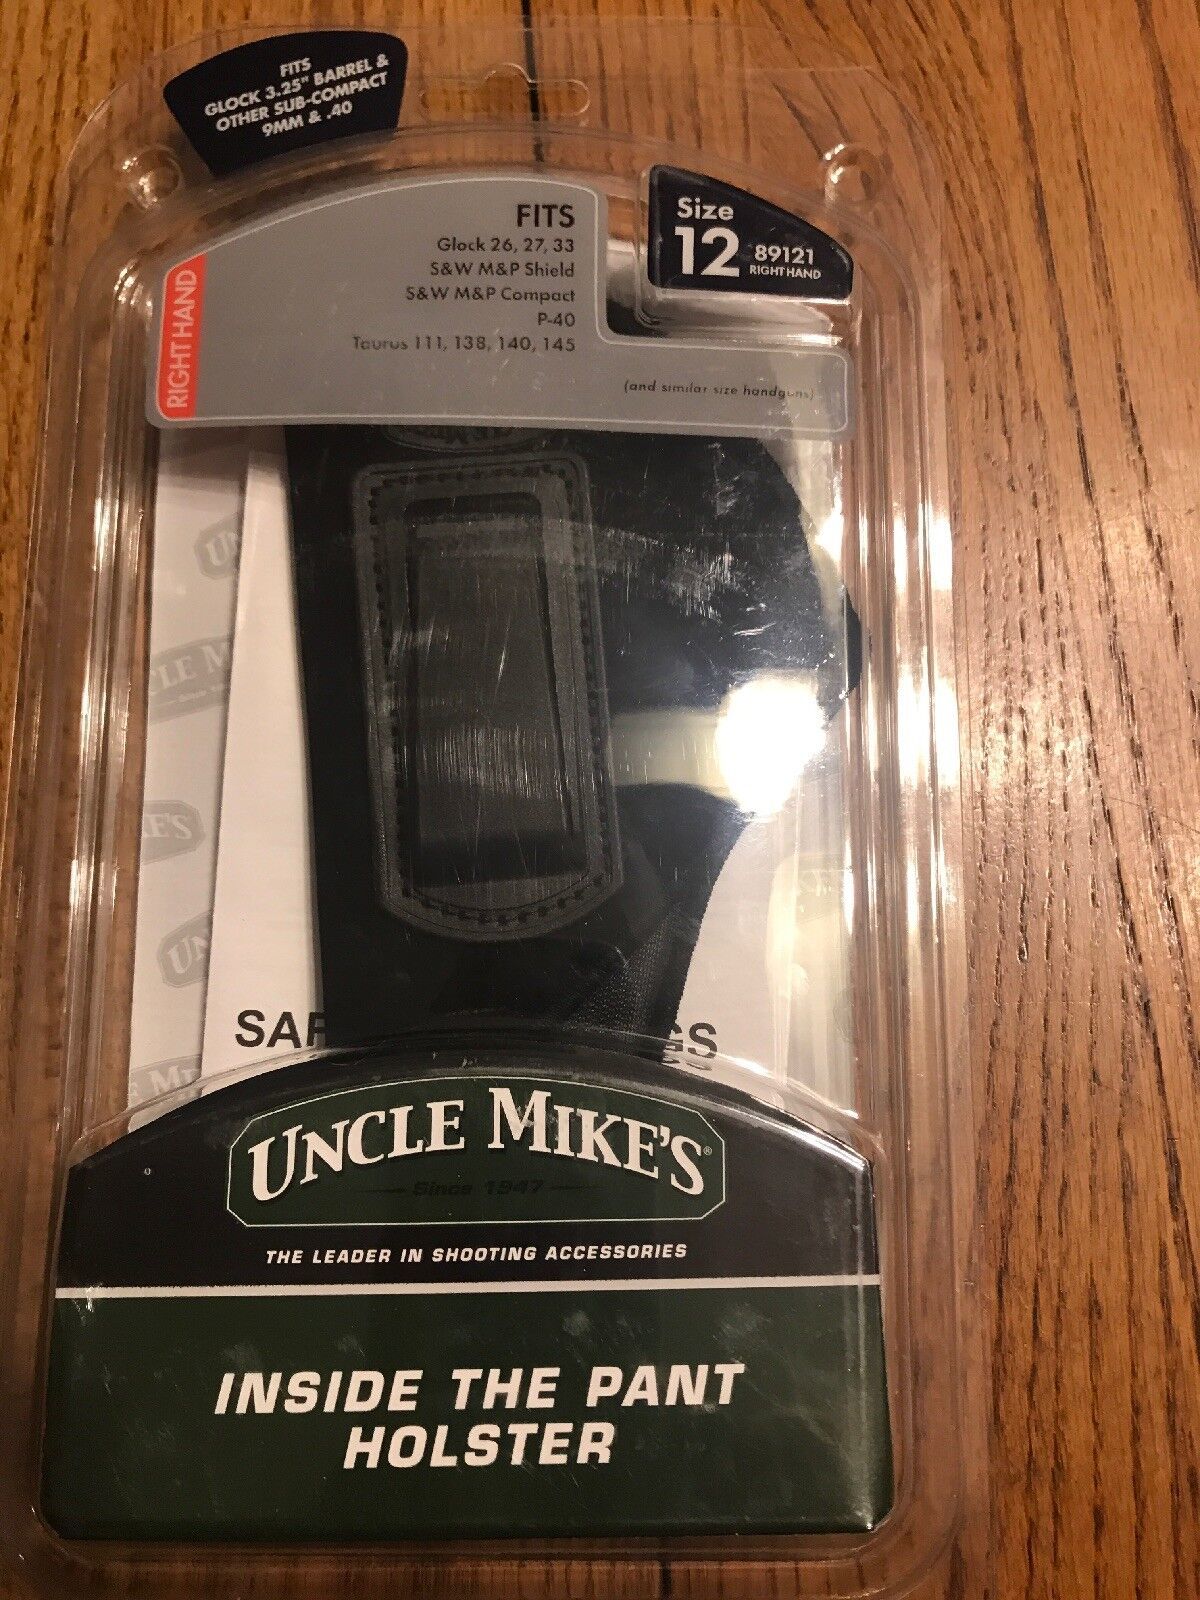 FITS
GLOCK 3.25" BARREL &
OTHER SUB-COMPACT
9MM & .40
FITS
Glock 26, 27, 33
S&W M&P Shield
S&W M&P Compact
P-40
Taurus 111, 138, 140, 145
(and similar size handguns)
RIGHT HAND
Size
12 89121
RIGHT HAND
UNCLE MIKE'S®
Since 1947
THE LEADER IN SHOOTING ACCESSORIES
INSIDE THE PANT
HOLSTER